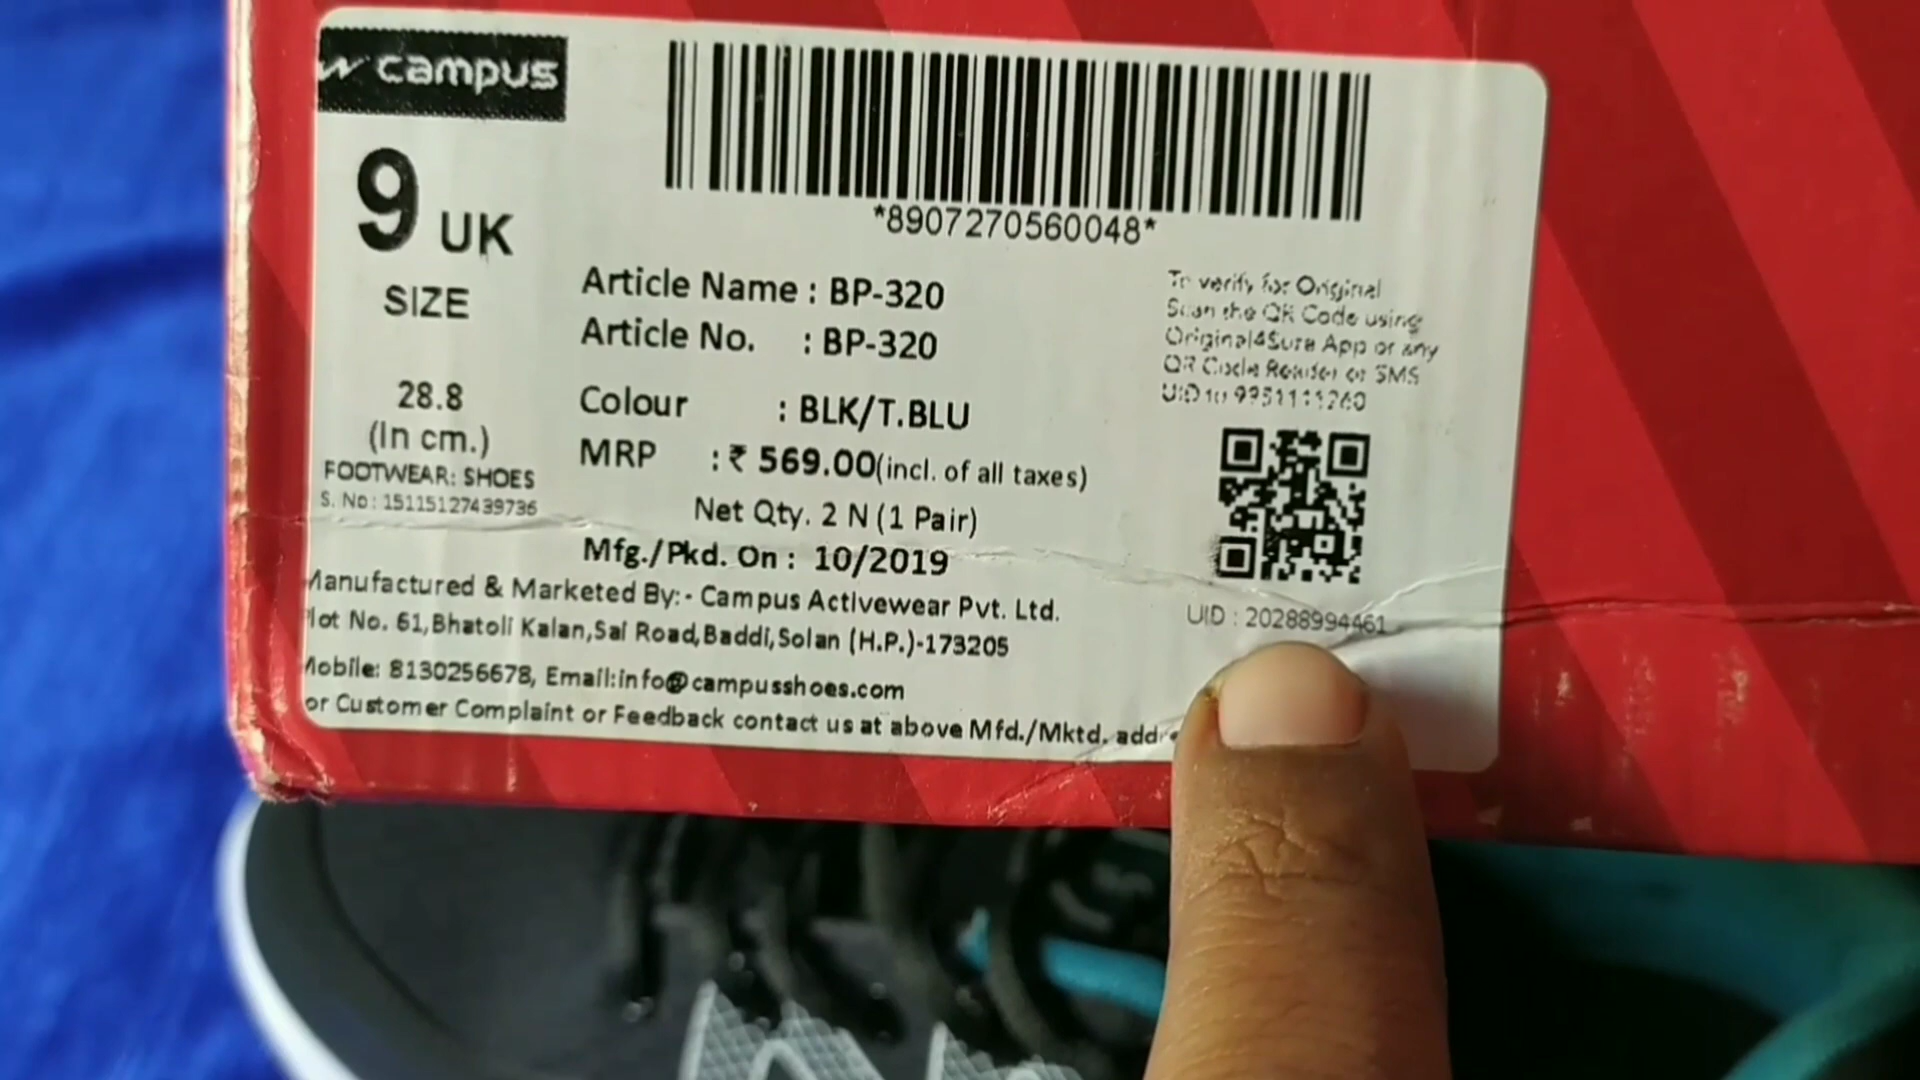 campus
*8907270560048*
9 UK
SIZE
28.8
(In cm.)
FOOTWEAR: SHOES
S. No: 15115127439736
Article Name : BP-320
Article No. : BP-320
Colour : BLK/T.BLU
MRP : ₹ 569.00(incl. of all taxes)
Net Qty. 2 N (1 Pair)
Mfg./Pkd. On : 10/2019
To verify for Original
Scan the QR Code using
Original4Sure App or any
QR Code Reader or SMS
UID to
UID : 20288994461
Manufactured & Marketed By:- Campus Activewear Pvt. Ltd.
Plot No. 61,Bhatoli Kalan,Sai Road,Baddi,Solan (H.P.)-173205
Mobile: 8130256678, Email:info@campusshoes.com
or Customer Complaint or Feedback contact us at above Mfd./Mktd.